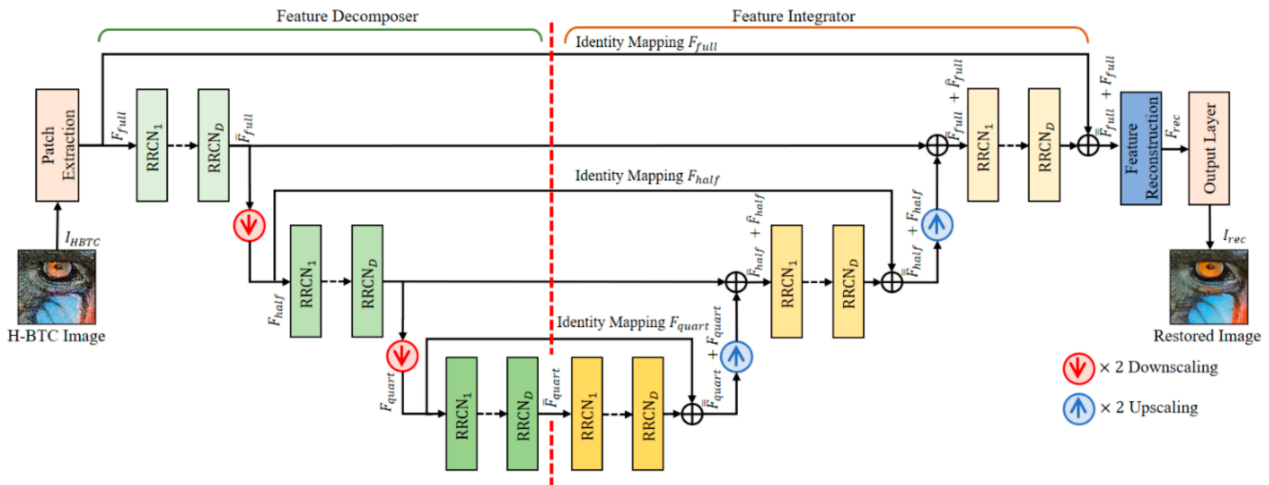 Feature Decomposer
Feature Integrator
Identity Mapping F_full
Patch
Extraction
F_full
RRCN_1
RRCN_D
F̿_full
F̿_full + F̂_full
RRCN_1
RRCN_D
F̿_full + F_full
Feature
Reconstruction
F_rec
Output Layer
Identity Mapping F_half
I_HBTC
H-BTC Image
F_half
RRCN_1
RRCN_D
F̿_half + F̂_half
RRCN_1
RRCN_D
F_half + F_half
I_rec
Restored Image
Identity Mapping F_quart
F_quart
RRCN_1
RRCN_D
F̿_quart
RRCN_1
RRCN_D
F_quart + F_quart
× 2 Downscaling
× 2 Upscaling